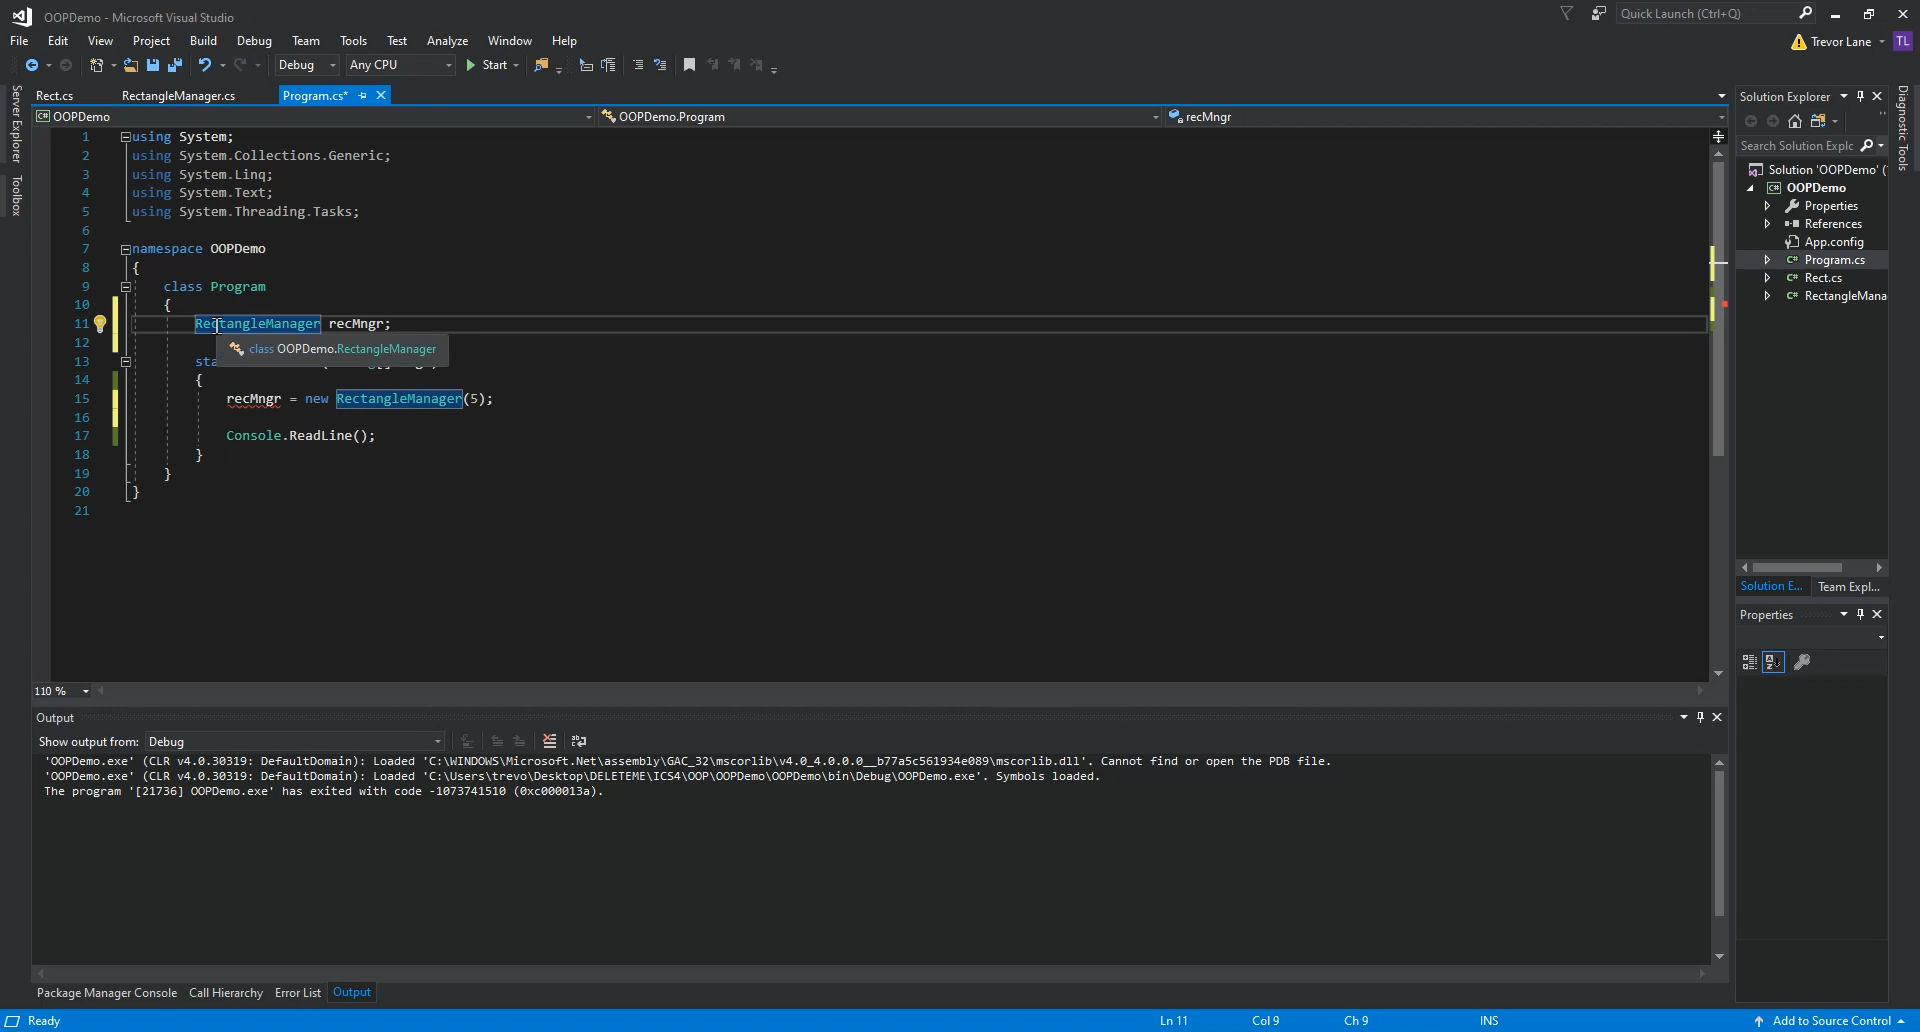 OOPDemo - Microsoft Visual Studio
Quick Launch (Ctrl+Q)
File Edit View Project Build Debug Team Tools Test Analyze Window Help
Trevor Lane TL
Debug Any CPU Start
Rect.cs RectangleManager.cs Program.cs*
C# OOPDemo OOPDemo.Program recMngr
1 using System;
2 using System.Collections.Generic;
3 using System.Linq;
4 using System.Text;
5 using System.Threading.Tasks;
6
7 namespace OOPDemo
8 {
9 class Program
10 {
11 RectangleManager recMngr;
12
class OOPDemo.RectangleManager
13 sta
14 {
15 recMngr = new RectangleManager(5);
16
17 Console.ReadLine();
18 }
19 }
20 }
21
110 %
Server Explorer
Toolbox
Solution Explorer
Search Solution Explc
Solution 'OOPDemo' (
C# OOPDemo
Properties
References
App.config
C# Program.cs
C# Rect.cs
C# RectangleMana
Solution E... Team Expl...
Properties
Diagnostic Tools
Output
Show output from: Debug
'OOPDemo.exe' (CLR v4.0.30319: DefaultDomain): Loaded 'C:\WINDOWS\Microsoft.Net\assembly\GAC_32\mscorlib\v4.0_4.0.0.0__b77a5c561934e089\mscorlib.dll'. Cannot find or open the PDB file.
'OOPDemo.exe' (CLR v4.0.30319: DefaultDomain): Loaded 'C:\Users\trevo\Desktop\DELETEME\ICS4\OOP\OOPDemo\OOPDemo\bin\Debug\OOPDemo.exe'. Symbols loaded.
The program '[21736] OOPDemo.exe' has exited with code -1073741510 (0xc000013a).
Package Manager Console Call Hierarchy Error List Output
Ready Ln 11 Col 9 Ch 9 INS Add to Source Control